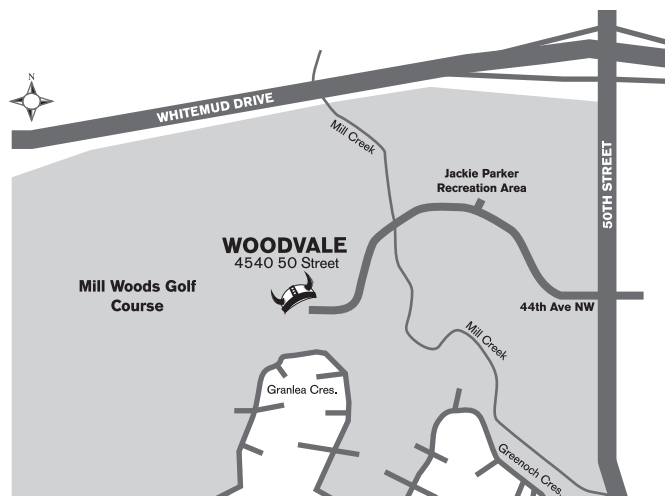 N
WHITEMUD DRIVE
Mill Creek
Jackie Parker
Recreation Area
50TH STREET
WOODVALE
4540 50 Street
Mill Woods Golf
Course
44th Ave NW
Mill Creek
Granlea Cres.
Greenoch Cres.